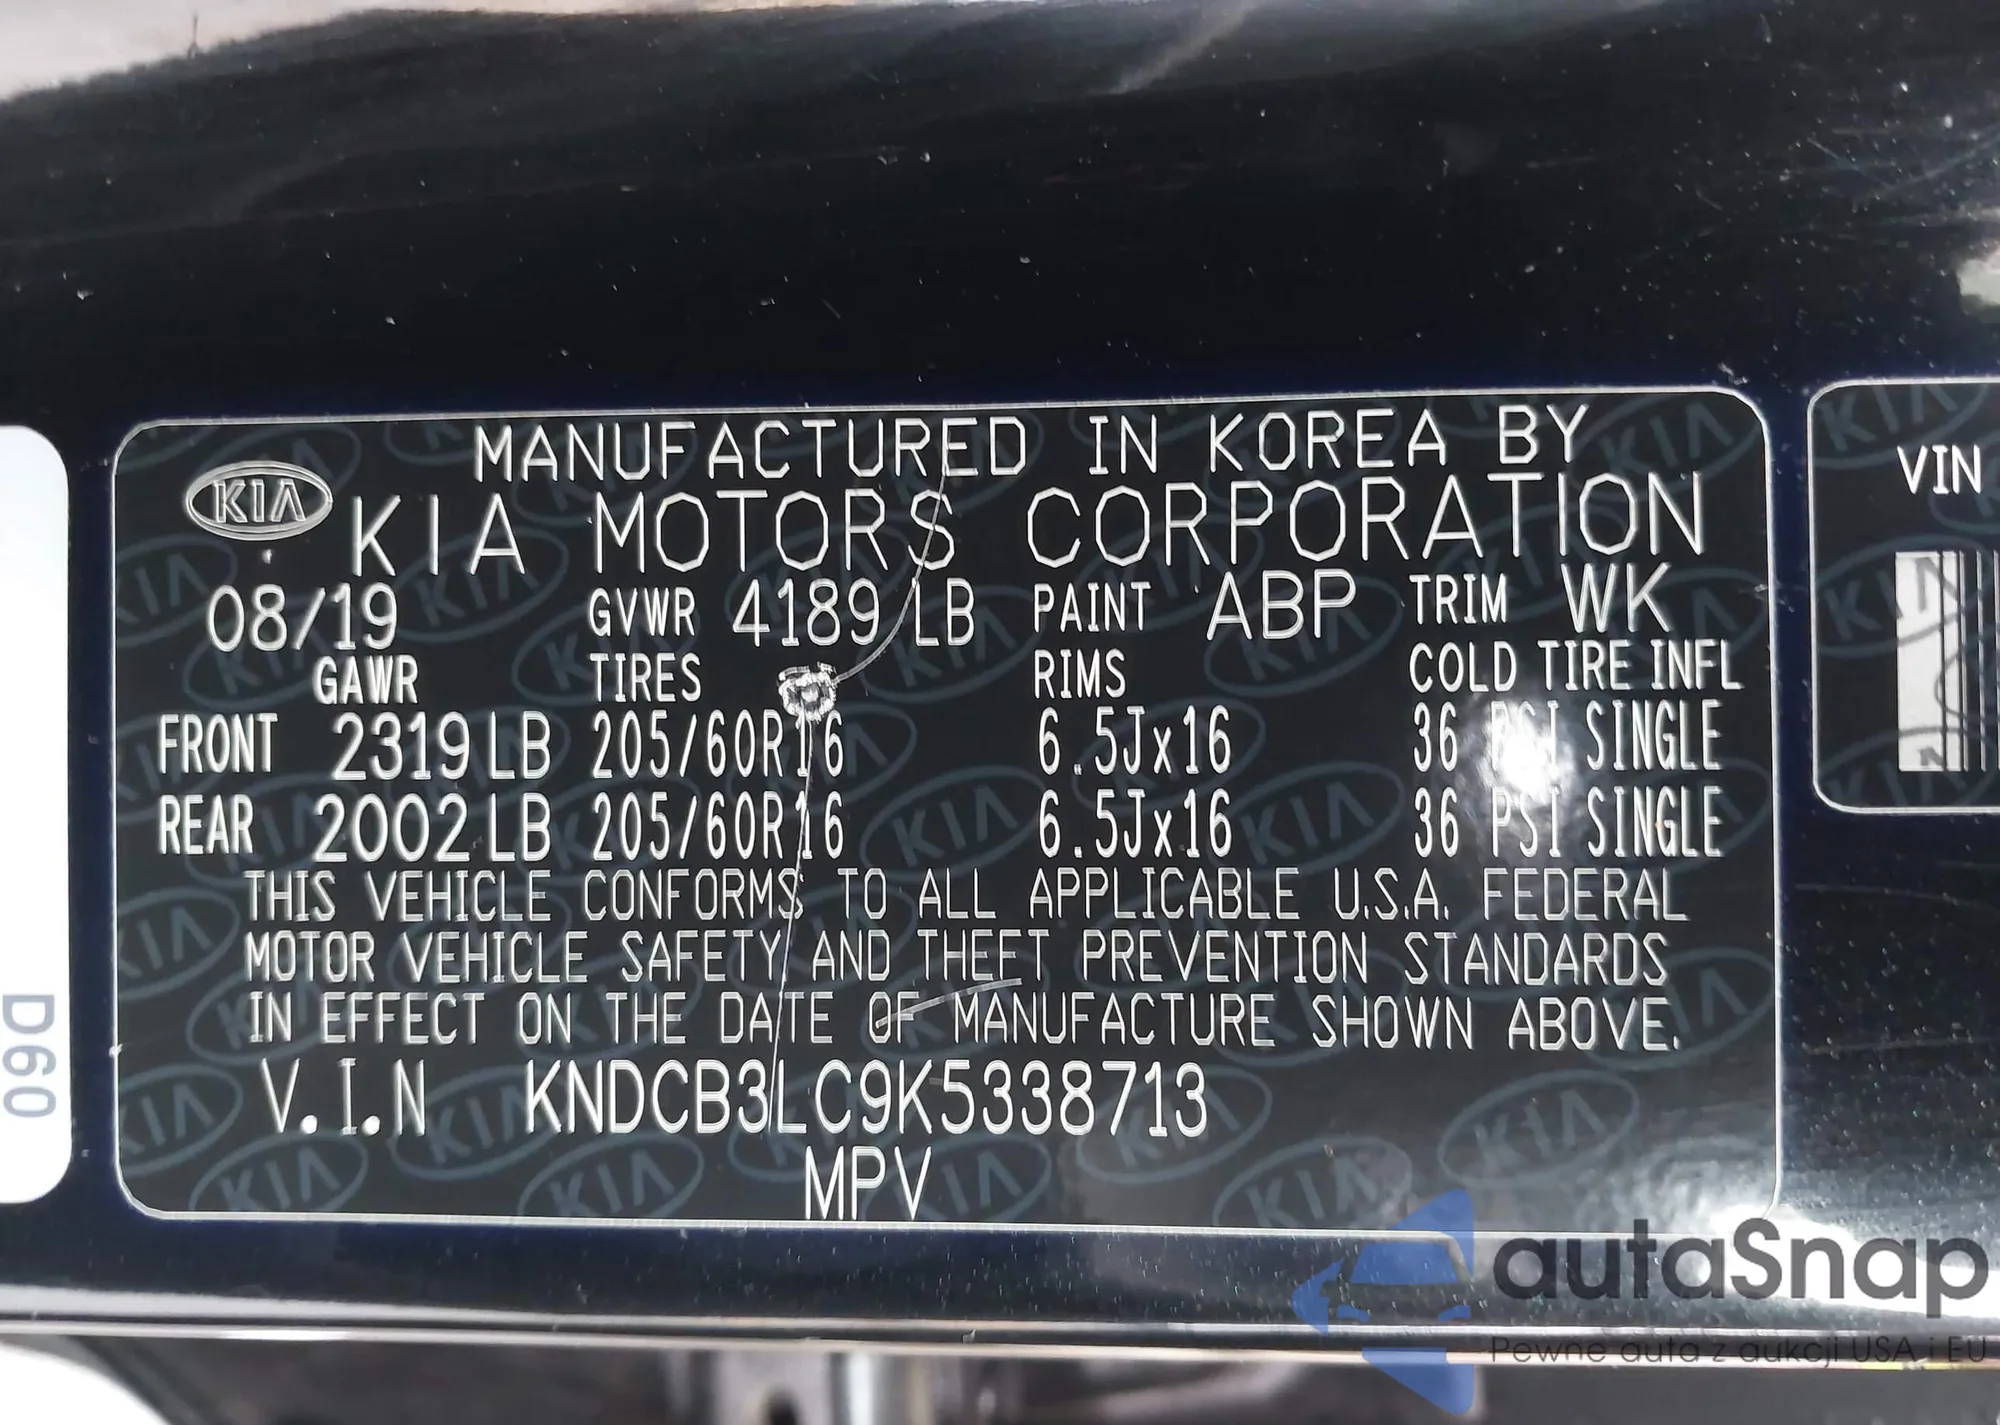 MANUFACTURED IN KOREA BY
KIA KIA MOTORS CORPORATION
08/19 GVWR 4189 LB PAINT ABP TRIM WK
GAWR TIRES RIMS COLD TIRE INFL
FRONT 2319 LB 205/60R16 6.5Jx16 36 PSI SINGLE
REAR 2002 LB 205/60R16 6.5Jx16 36 PSI SINGLE
THIS VEHICLE CONFORMS TO ALL APPLICABLE U.S.A. FEDERAL
MOTOR VEHICLE SAFETY AND THEFT PREVENTION STANDARDS
IN EFFECT ON THE DATE OF MANUFACTURE SHOWN ABOVE.
V.I.N KNDCB3LC9K5338713
MPV
VIN
D60
autaSnap
Pewne auta z aukcji USA i EU